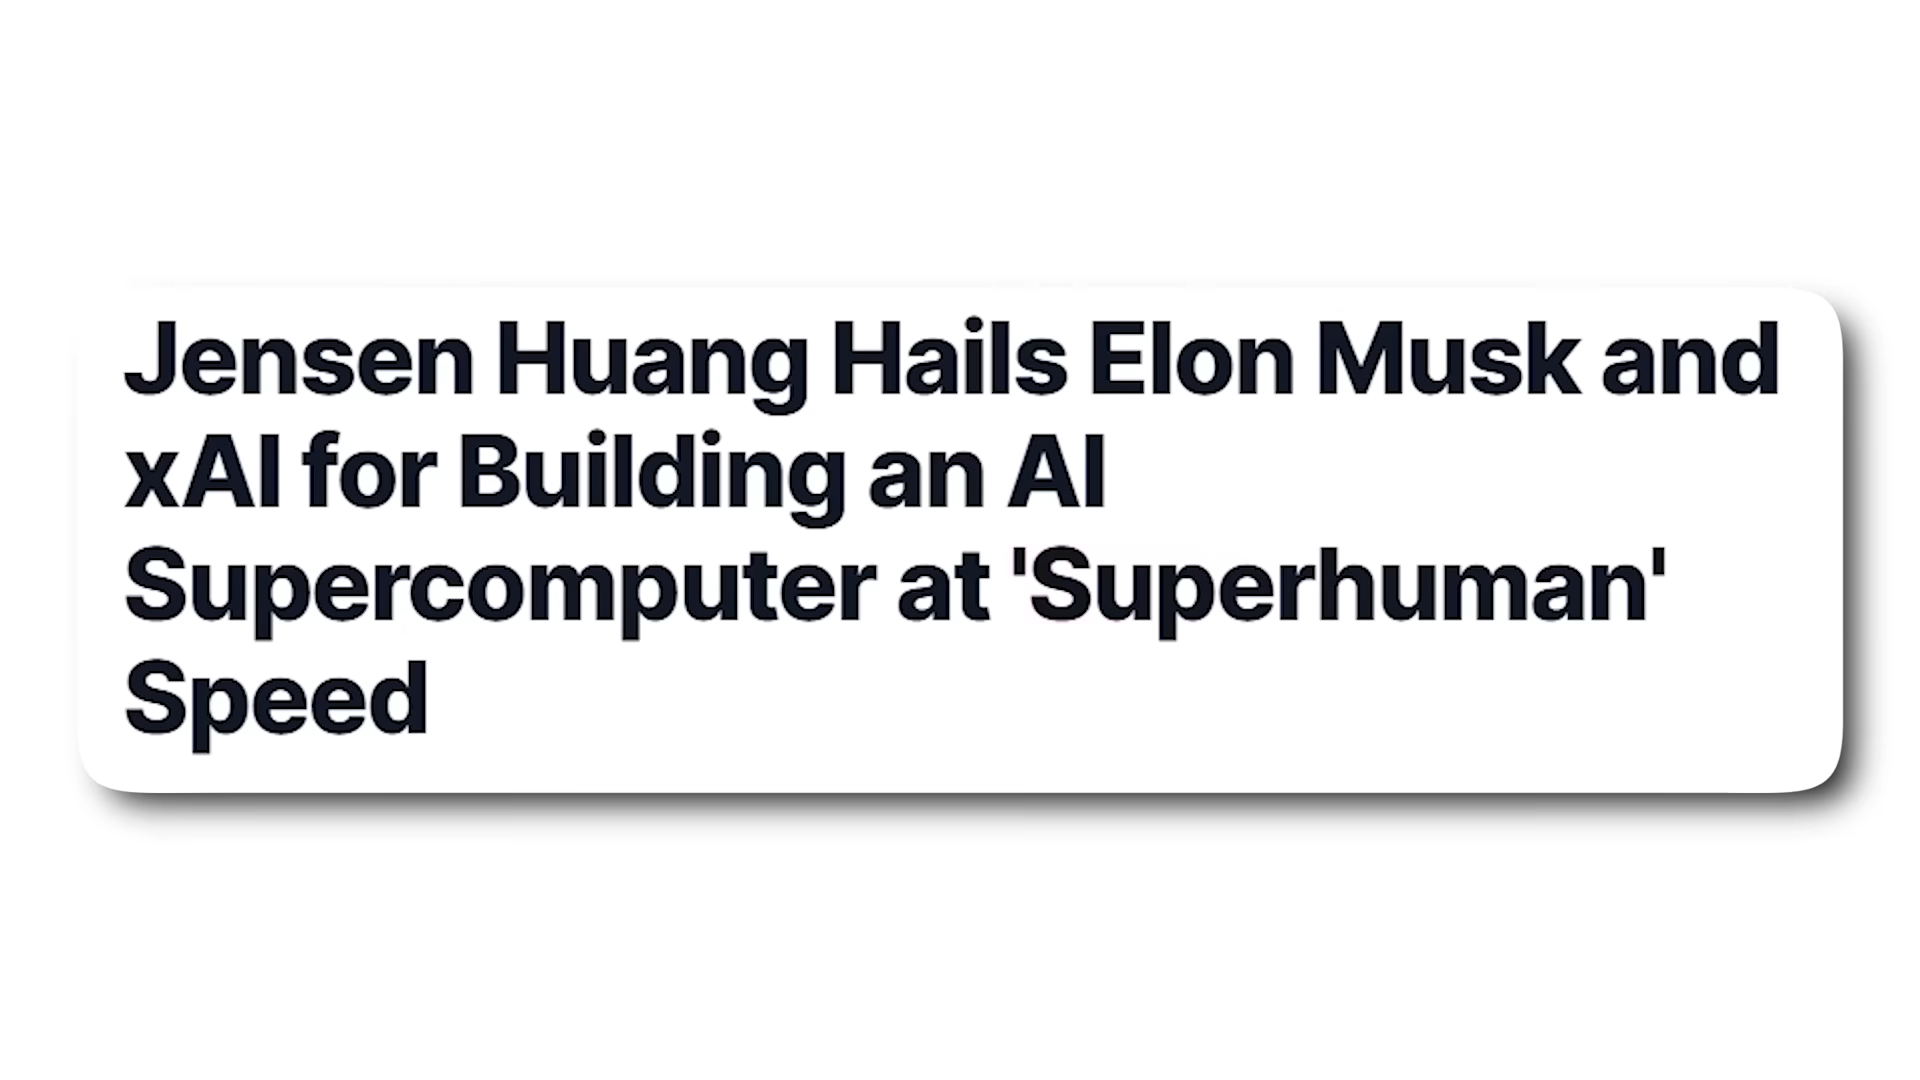 Jensen Huang Hails Elon Musk and
xAI for Building an AI
Supercomputer at 'Superhuman'
Speed